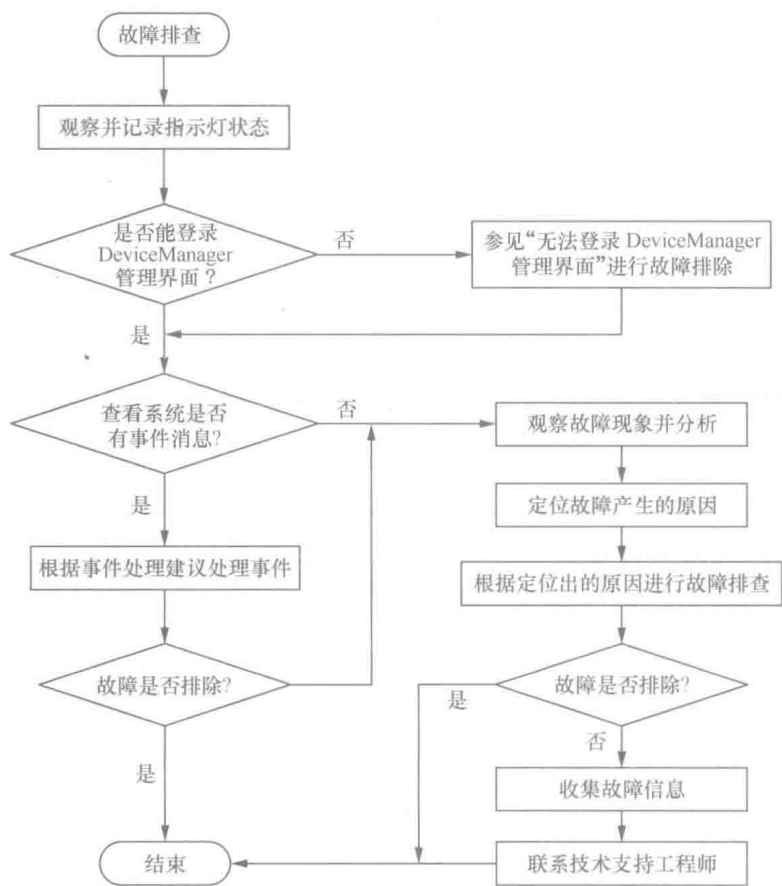 故障排查
观察并记录指示灯状态
是否能登录
DeviceManager
管理界面？
否
参见“无法登录 DeviceManager
管理界面”进行故障排除
是
查看系统是否
有事件消息?
否
观察故障现象并分析
是
定位故障产生的原因
根据事件处理建议处理事件
根据定位出的原因进行故障排查
故障是否排除?
故障是否排除?
是
是
否
收集故障信息
结束
联系技术支持工程师